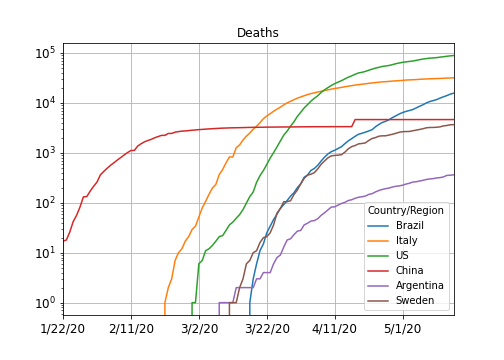 Deaths
10^5
10^4
10^3
10^2
10^1
10^0
1/22/20 2/11/20 3/2/20 3/22/20 4/11/20 5/1/20
Country/Region
Brazil
Italy
US
China
Argentina
Sweden